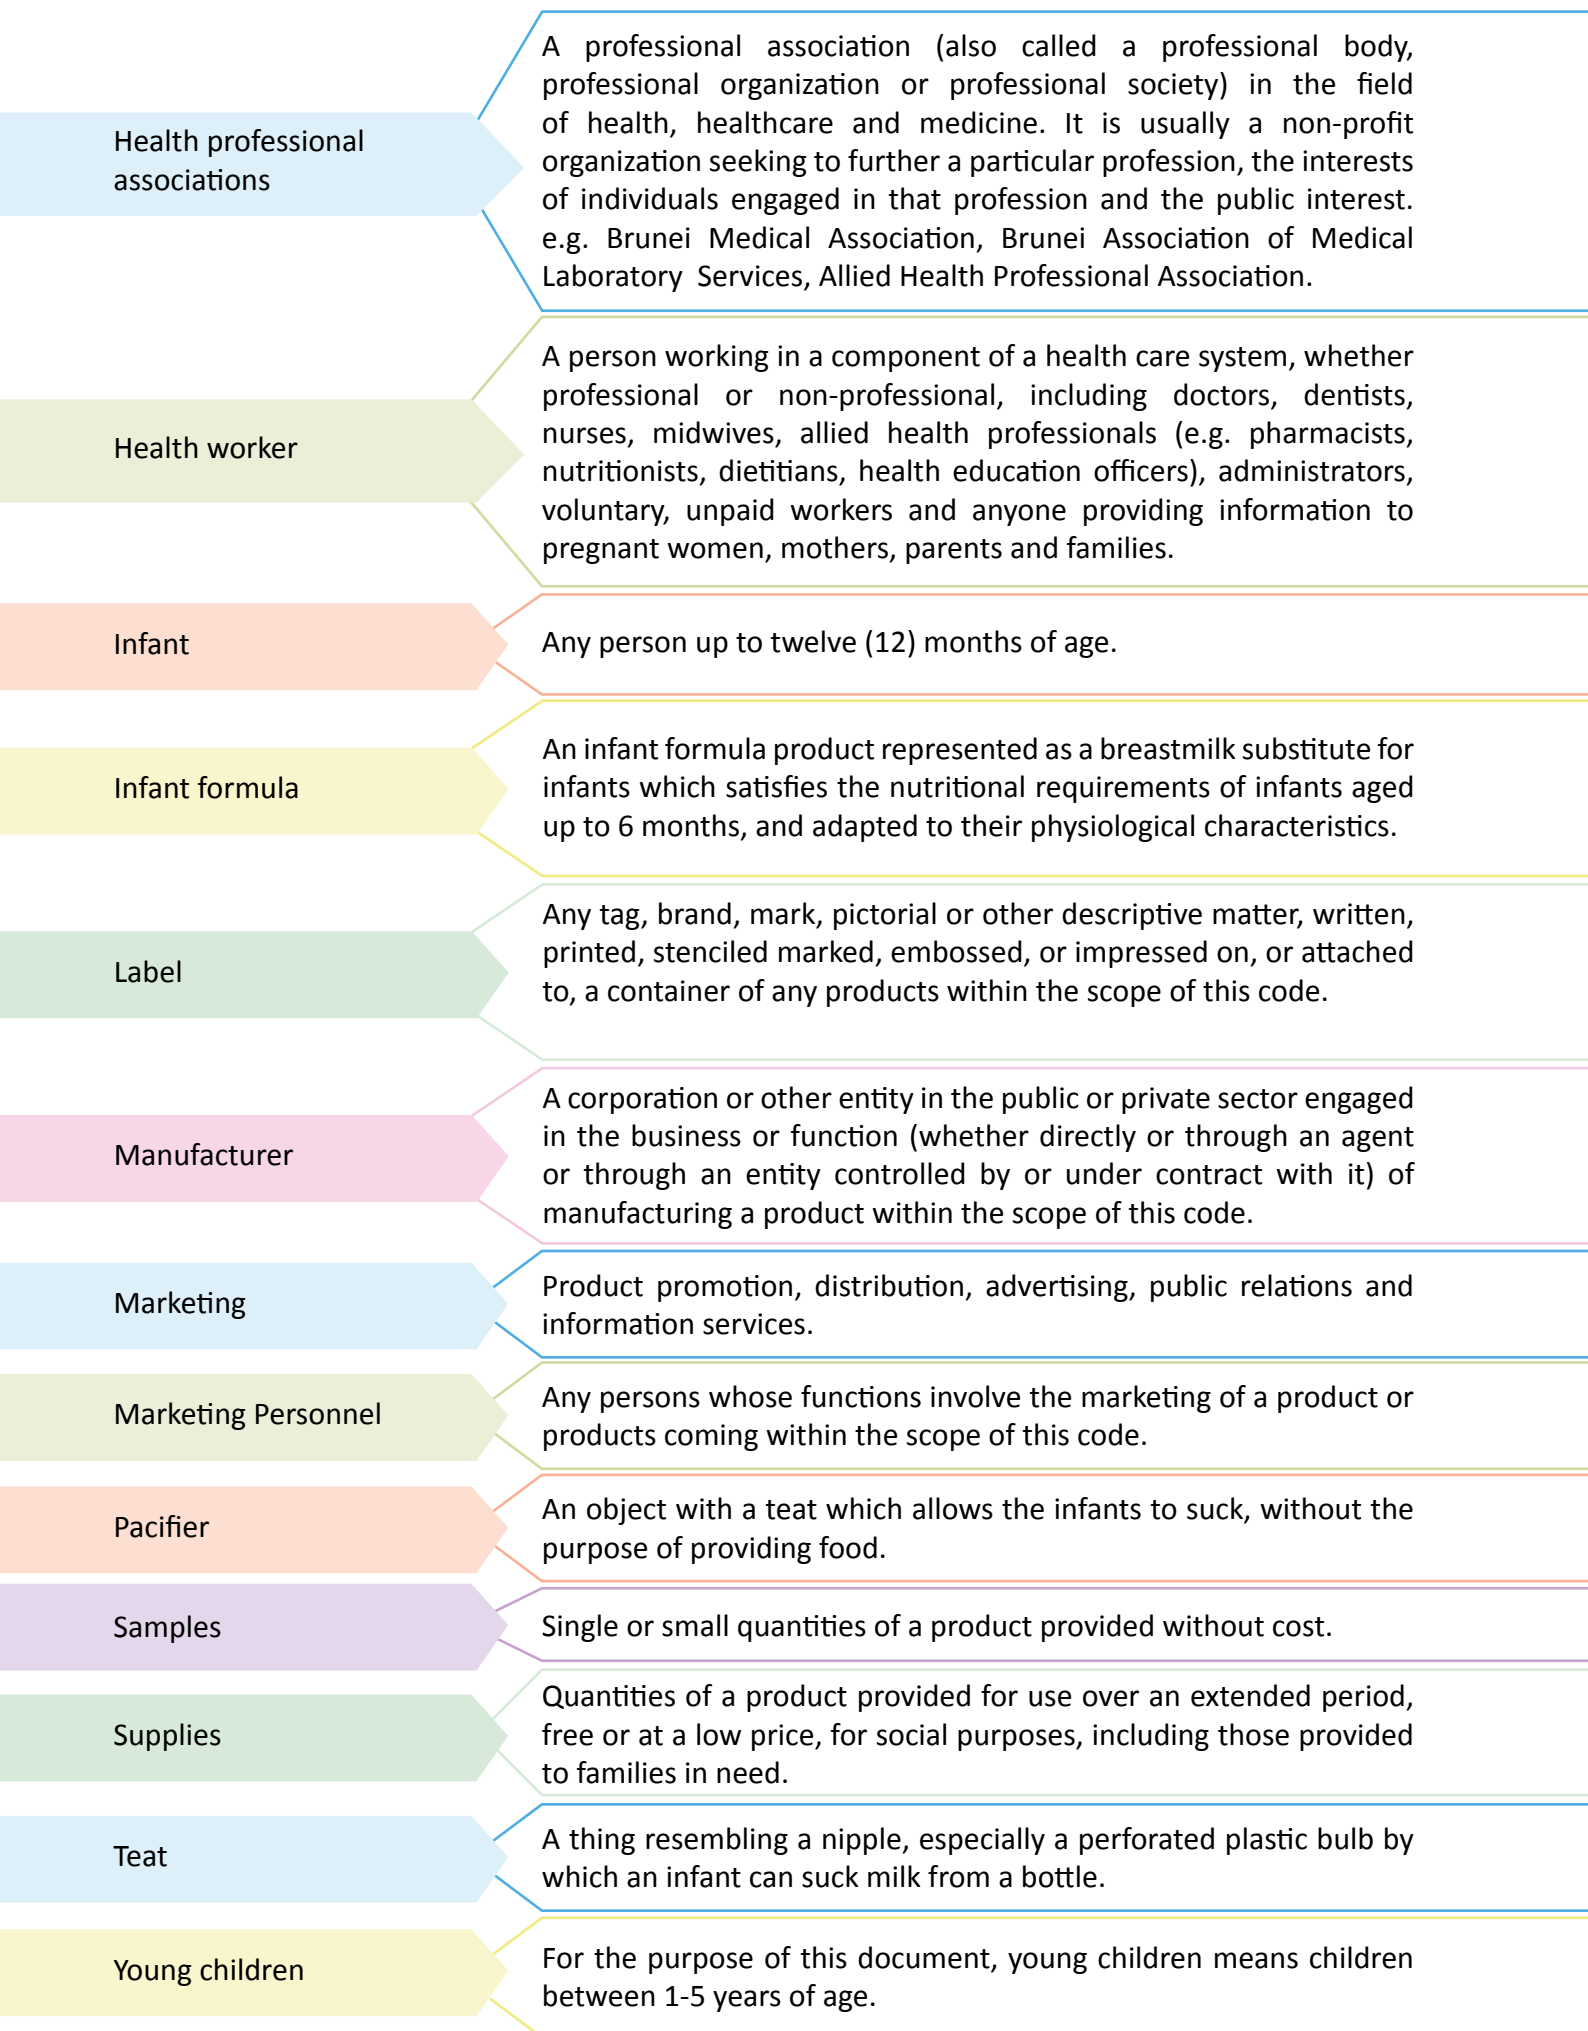 Health professional
associations
A professional association (also called a professional body,
professional organization or professional society) in the field
of health, healthcare and medicine. It is usually a non-profit
organization seeking to further a particular profession, the interests
of individuals engaged in that profession and the public interest.
e.g. Brunei Medical Association, Brunei Association of Medical
Laboratory Services, Allied Health Professional Association.
Health worker
A person working in a component of a health care system, whether
professional or non-professional, including doctors, dentists,
nurses, midwives, allied health professionals (e.g. pharmacists,
nutritionists, dietitians, health education officers), administrators,
voluntary, unpaid workers and anyone providing information to
pregnant women, mothers, parents and families.
Infant
Any person up to twelve (12) months of age.
Infant formula
An infant formula product represented as a breastmilk substitute for
infants which satisfies the nutritional requirements of infants aged
up to 6 months, and adapted to their physiological characteristics.
Label
Any tag, brand, mark, pictorial or other descriptive matter, written,
printed, stenciled marked, embossed, or impressed on, or attached
to, a container of any products within the scope of this code.
Manufacturer
A corporation or other entity in the public or private sector engaged
in the business or function (whether directly or through an agent
or through an entity controlled by or under contract with it) of
manufacturing a product within the scope of this code.
Marketing
Product promotion, distribution, advertising, public relations and
information services.
Marketing Personnel
Any persons whose functions involve the marketing of a product or
products coming within the scope of this code.
Pacifier
An object with a teat which allows the infants to suck, without the
purpose of providing food.
Samples
Single or small quantities of a product provided without cost.
Supplies
Quantities of a product provided for use over an extended period,
free or at a low price, for social purposes, including those provided
to families in need.
Teat
A thing resembling a nipple, especially a perforated plastic bulb by
which an infant can suck milk from a bottle.
Young children
For the purpose of this document, young children means children
between 1-5 years of age.